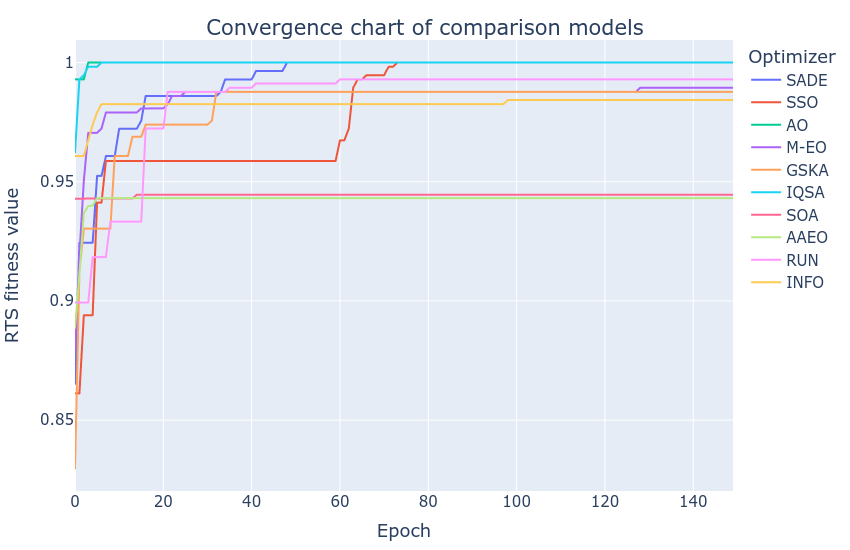 Convergence chart of comparison models
RTS fitness value
1
0.95
0.9
0.85
0 20 40 60 80 100 120 140
Epoch
Optimizer
SADE
SSO
AO
M-EO
GSKA
IQSA
SOA
AAEO
RUN
INFO